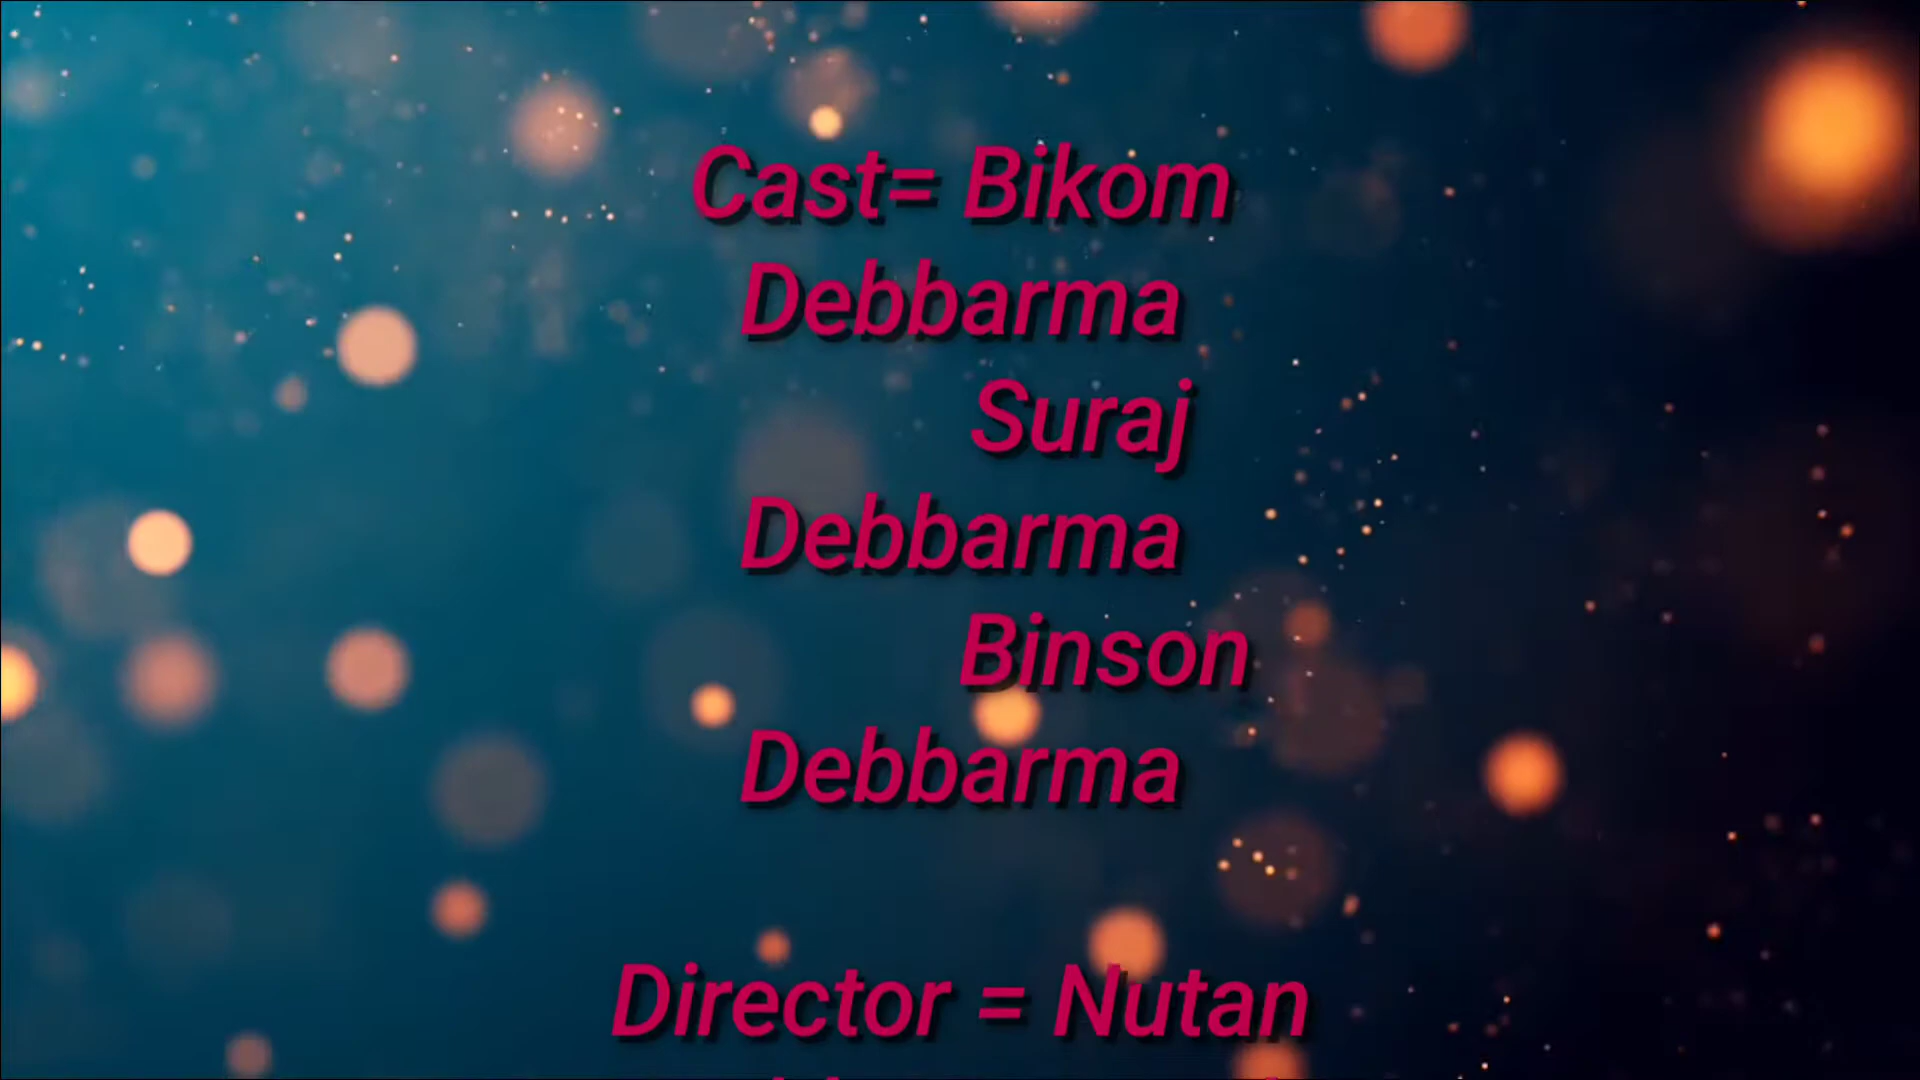 Cast= Bikom
Debbarma
Suraj
Debbarma
Binson
Debbarma
Director = Nutan